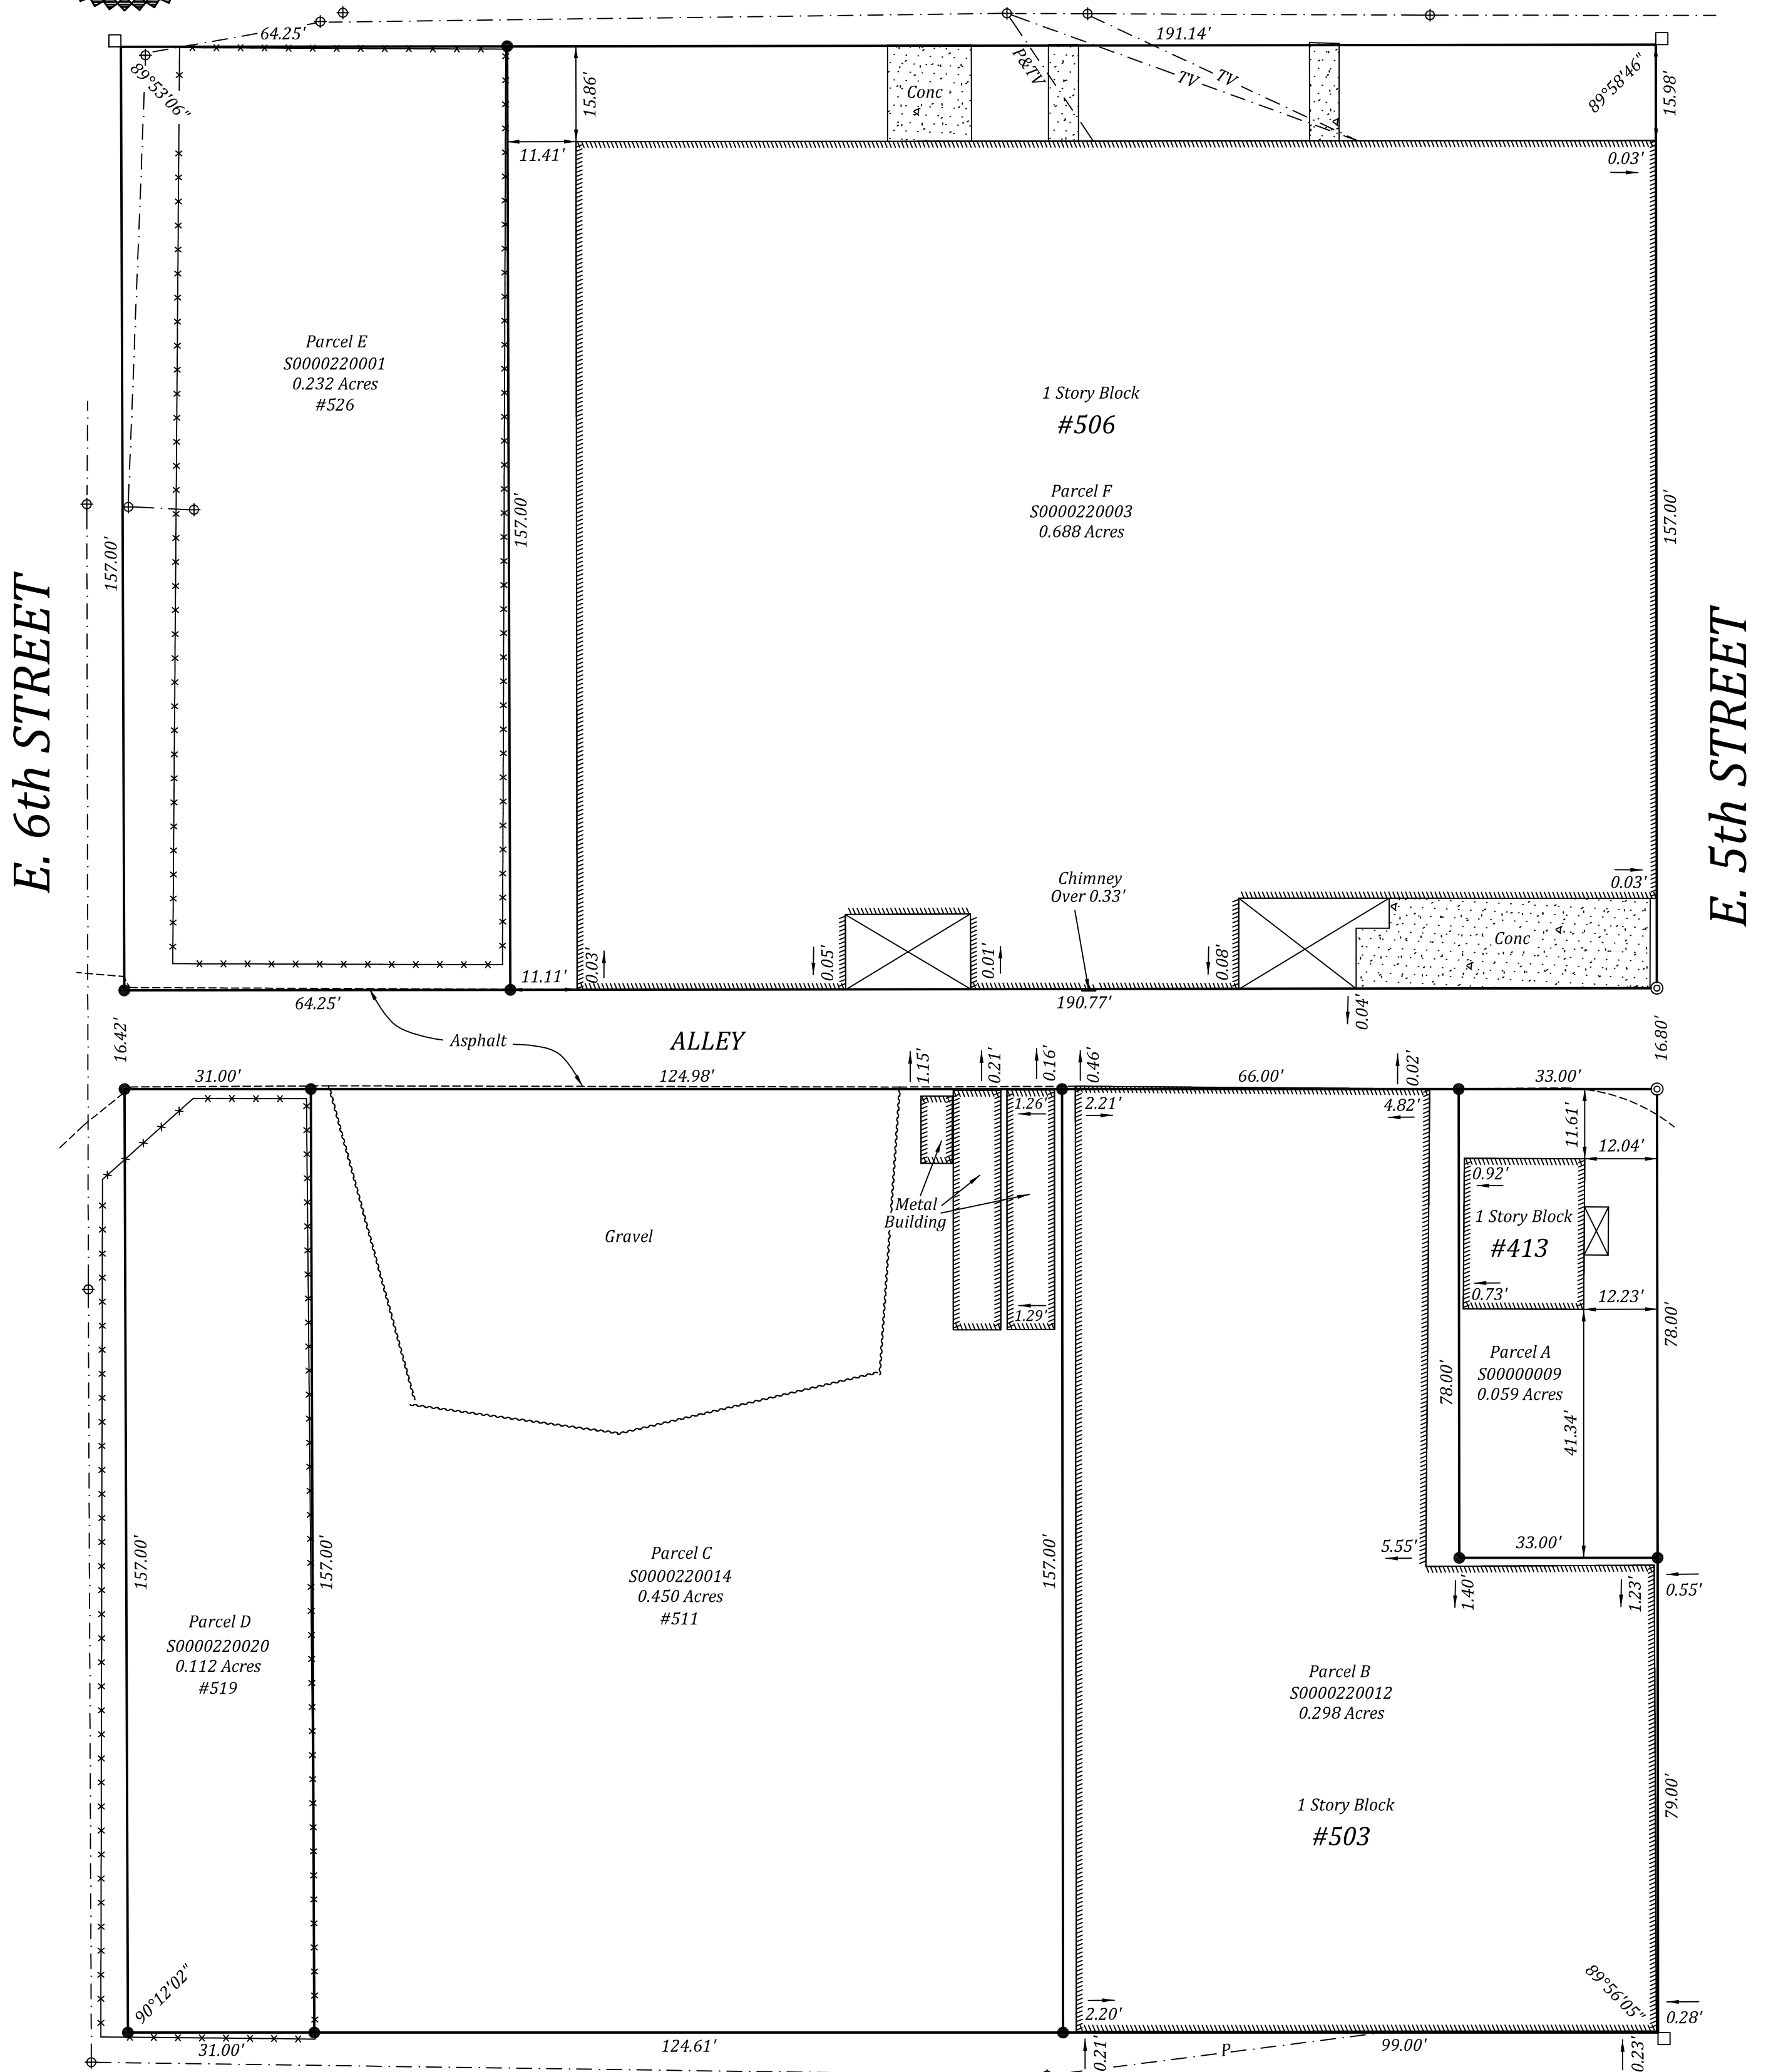 64.25'
191.14'
89°53'06"
15.86'
P&TV
TV
TV
Conc
89°58'46"
15.98'
11.41'
0.03'
Parcel E
S0000220001
0.232 Acres
#526
1 Story Block
#506
Parcel F
S0000220003
0.688 Acres
157.00'
157.00'
157.00'
E. 6th STREET
E. 5th STREET
Chimney
Over 0.33'
0.03'
Conc
11.11'
0.03'
0.05'
0.01'
0.08'
0.04'
64.25'
190.77'
16.42'
Asphalt
ALLEY
16.80'
31.00'
124.98'
1.15'
0.21'
0.16'
0.46'
66.00'
0.02'
33.00'
1.26'
2.21'
4.82'
11.61'
12.04'
0.92'
Metal
Building
Gravel
1 Story Block
#413
0.73'
12.23'
1.29'
78.00'
Parcel A
S00000009
0.059 Acres
78.00'
41.34'
33.00'
5.55'
1.40'
1.23'
0.55'
157.00'
157.00'
157.00'
Parcel C
S0000220014
0.450 Acres
#511
Parcel D
S0000220020
0.112 Acres
#519
Parcel B
S0000220012
0.298 Acres
1 Story Block
#503
79.00'
90°12'02"
89°56'05"
2.20'
0.28'
31.00'
124.61'
0.21'
P
99.00'
0.23'